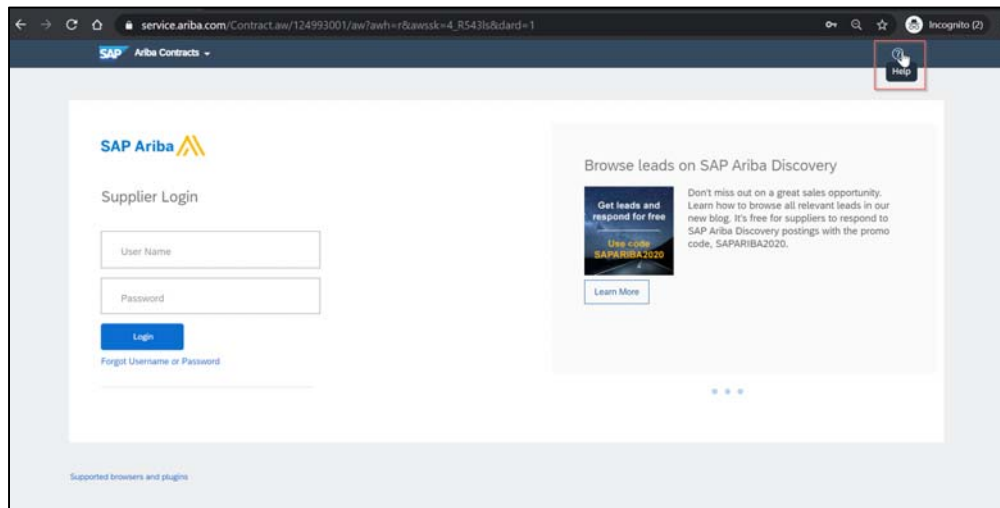 service.ariba.com/Contract.aw/124993001/aw?awh=r&awssk=4_R543ls&dard=1
Incognito (2)
SAP Ariba Contracts
Help
SAP Ariba
Supplier Login
User Name
Password
Login
Forgot Username or Password
Browse leads on SAP Ariba Discovery
Get leads and
respond for free
Use code
SAPARIBA2020
Don't miss out on a great sales opportunity.
Learn how to browse all relevant leads in our
new blog. It's free for suppliers to respond to
SAP Ariba Discovery postings with the promo
code, SAPARIBA2020.
Learn More
Supported browsers and plugins